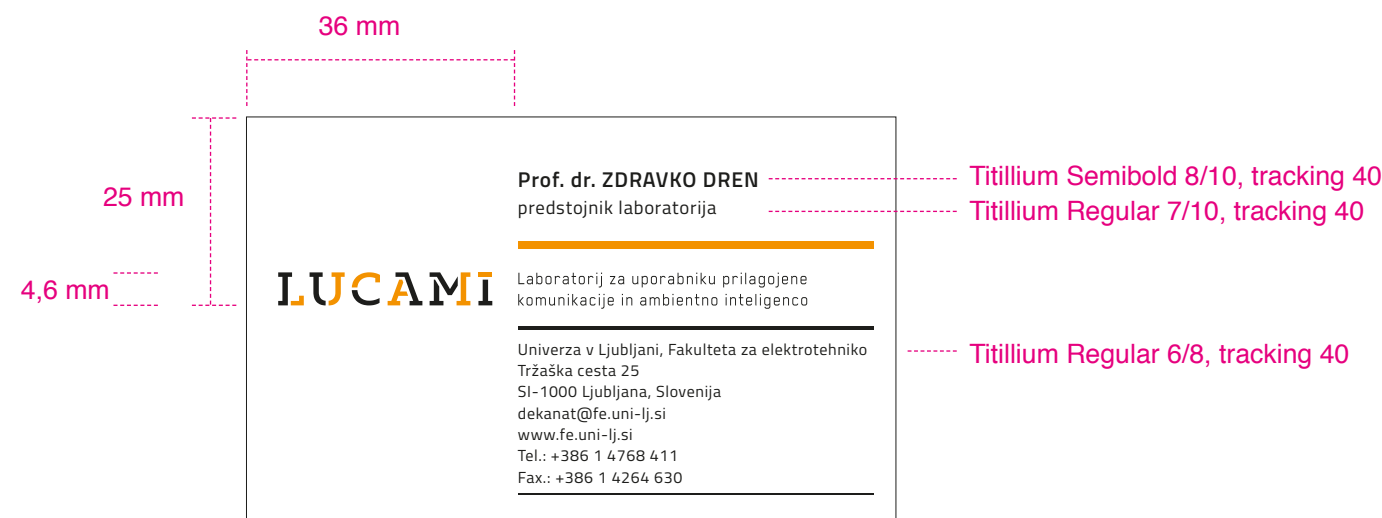 36 mm
25 mm
4,6 mm
LUCAMI
Prof. dr. ZDRAVKO DREN
predstojnik laboratorija
Laboratorij za uporabniku prilagojene
komunikacije in ambientno inteligenco
Univerza v Ljubljani, Fakulteta za elektrotehniko
Tržaška cesta 25
SI-1000 Ljubljana, Slovenija
dekanat@fe.uni-lj.si
www.fe.uni-lj.si
Tel.: +386 1 4768 411
Fax.: +386 1 4264 630
Titillium Semibold 8/10, tracking 40
Titillium Regular 7/10, tracking 40
Titillium Regular 6/8, tracking 40